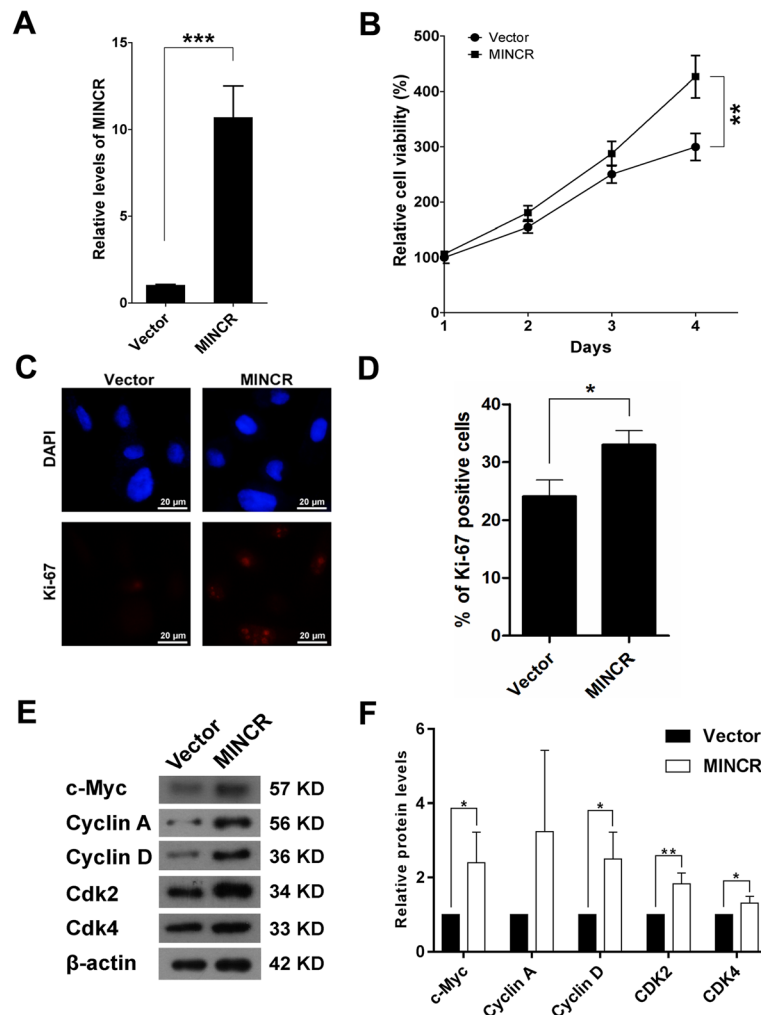 A
***
Relative levels of MINCR
15
10
5
0
Vector
MINCR
B
Vector
MINCR
Relative cell viability (%)
500
400
300
200
100
0
**
1 2 3 4
Days
C
Vector MINCR
DAPI
20 µm 20 µm
Ki-67
20 µm 20 µm
D
*
% of Ki-67 positive cells
40
30
20
10
0
Vector
MINCR
E
Vector MINCR
c-Myc 57 KD
Cyclin A 56 KD
Cyclin D 36 KD
Cdk2 34 KD
Cdk4 33 KD
β-actin 42 KD
F
Vector
MINCR
Relative protein levels
6
4
2
0
* * ** *
c-Myc Cyclin A Cyclin D CDK2 CDK4